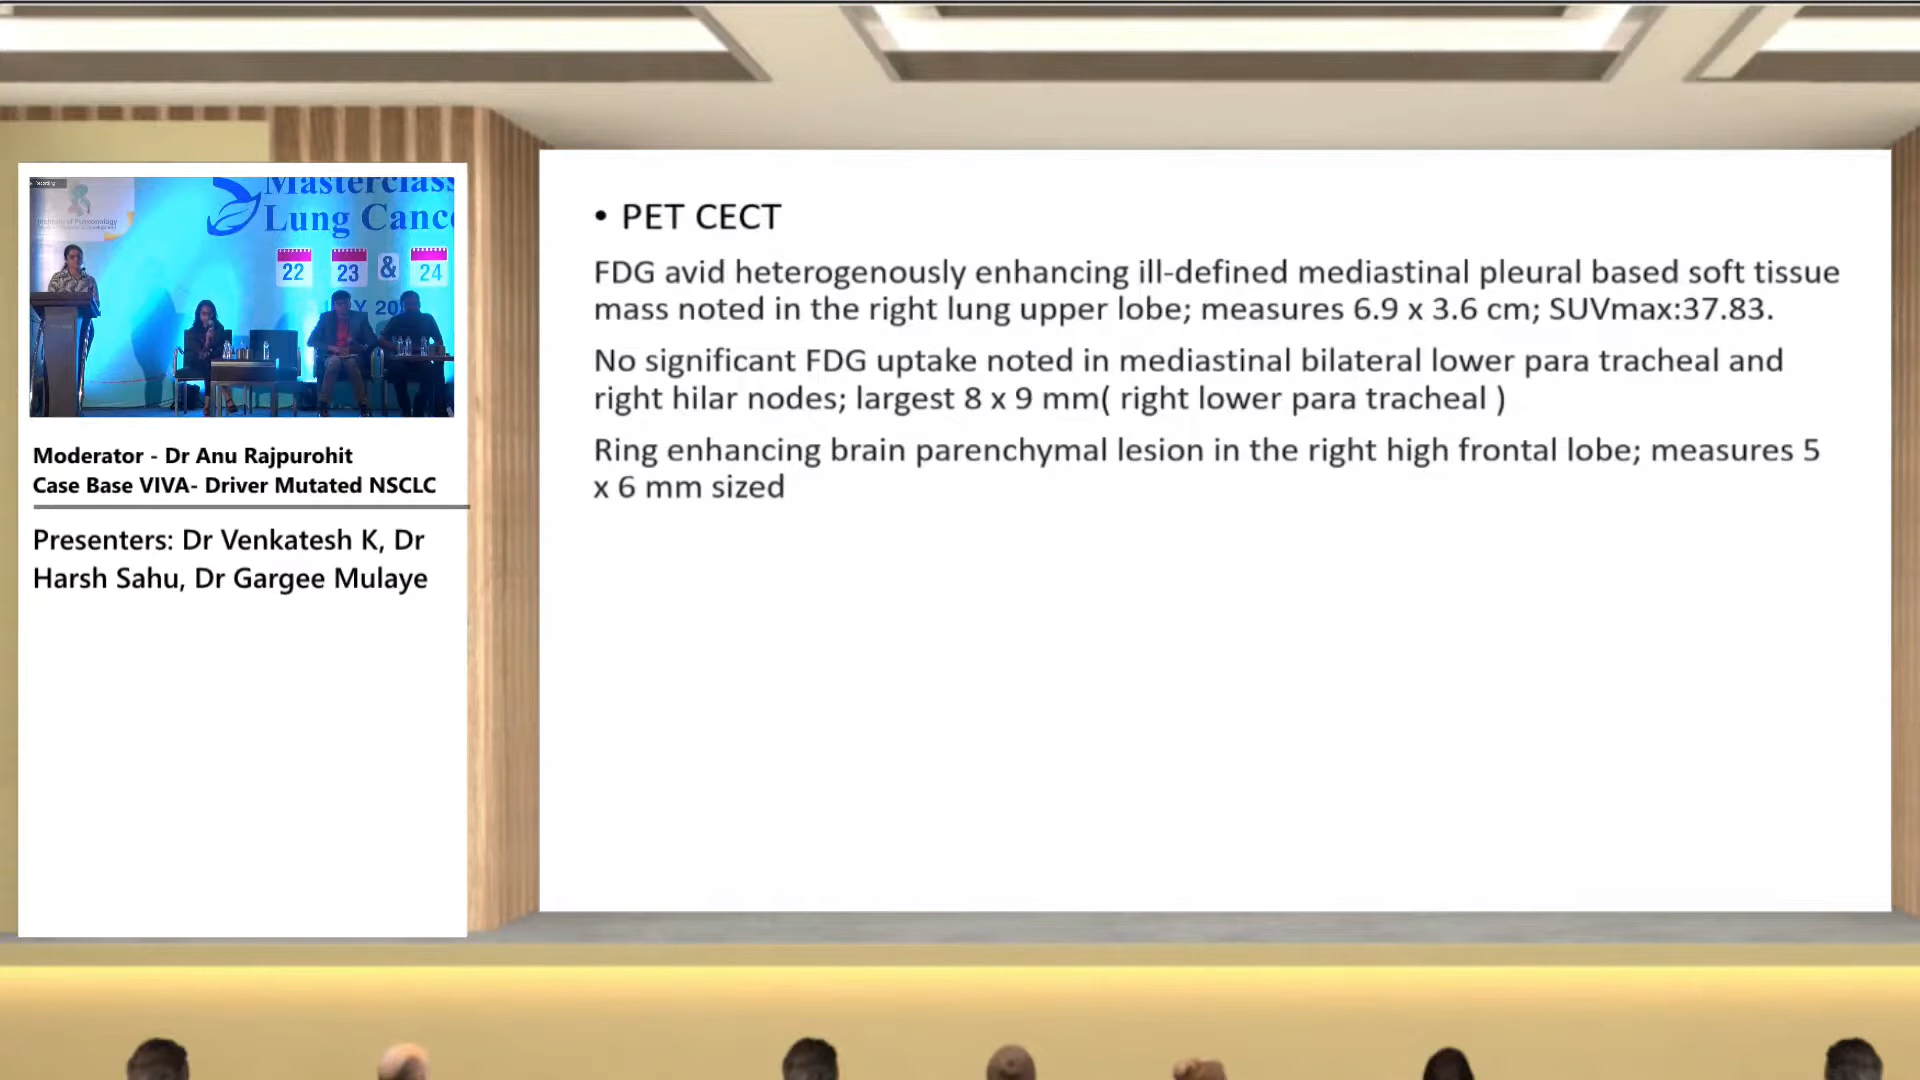 Recording
Masterclass
Lung Cance
22 23 & 24
Moderator - Dr Anu Rajpurohit
Case Base VIVA- Driver Mutated NSCLC
Presenters: Dr Venkatesh K, Dr
Harsh Sahu, Dr Gargee Mulaye
• PET CECT
FDG avid heterogenously enhancing ill-defined mediastinal pleural based soft tissue
mass noted in the right lung upper lobe; measures 6.9 x 3.6 cm; SUVmax:37.83.
No significant FDG uptake noted in mediastinal bilateral lower para tracheal and
right hilar nodes; largest 8 x 9 mm( right lower para tracheal )
Ring enhancing brain parenchymal lesion in the right high frontal lobe; measures 5
x 6 mm sized